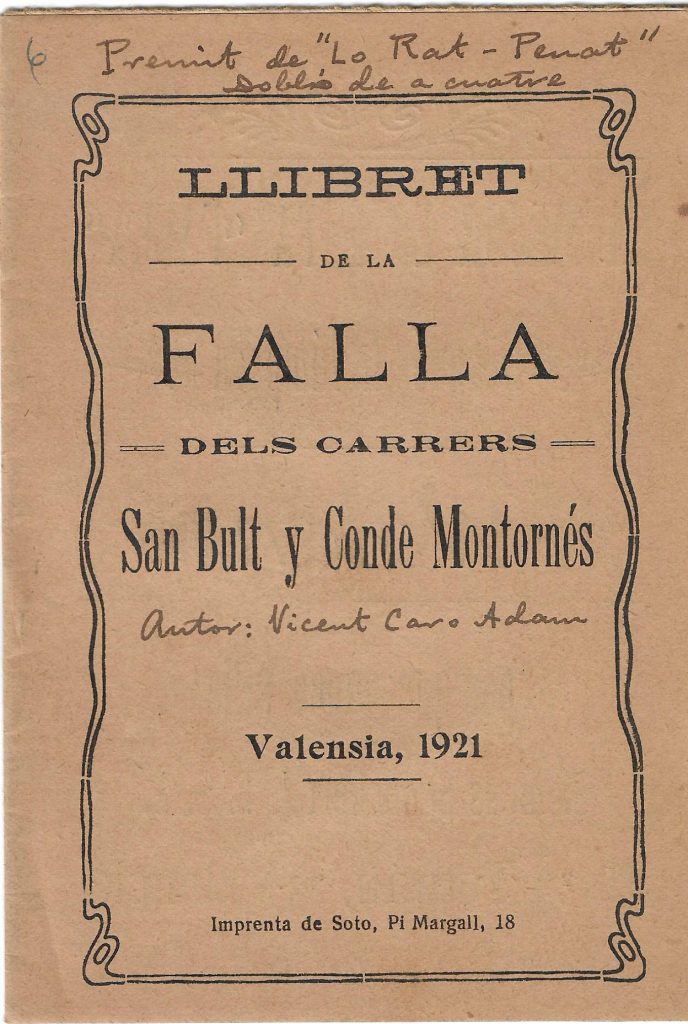 6
Premit de "Lo Rat-Penat"
Dobló de a cuatre
LLIBRET
DE LA
FALLA
DELS CARRERS
San Bult y Conde Montornés
Autor: Vicent Caro Adam
Valensia, 1921
Imprenta de Soto, Pi Margall, 18